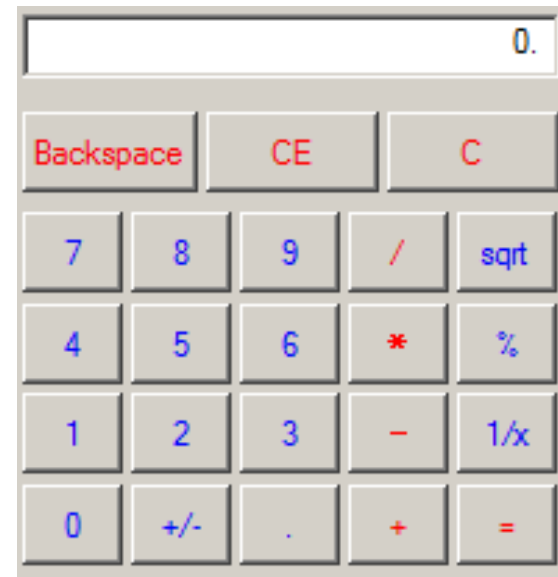 0.
Backspace CE C
7 8 9 / sqrt
4 5 6 * %
1 2 3 - 1/x
0 +/- . + =